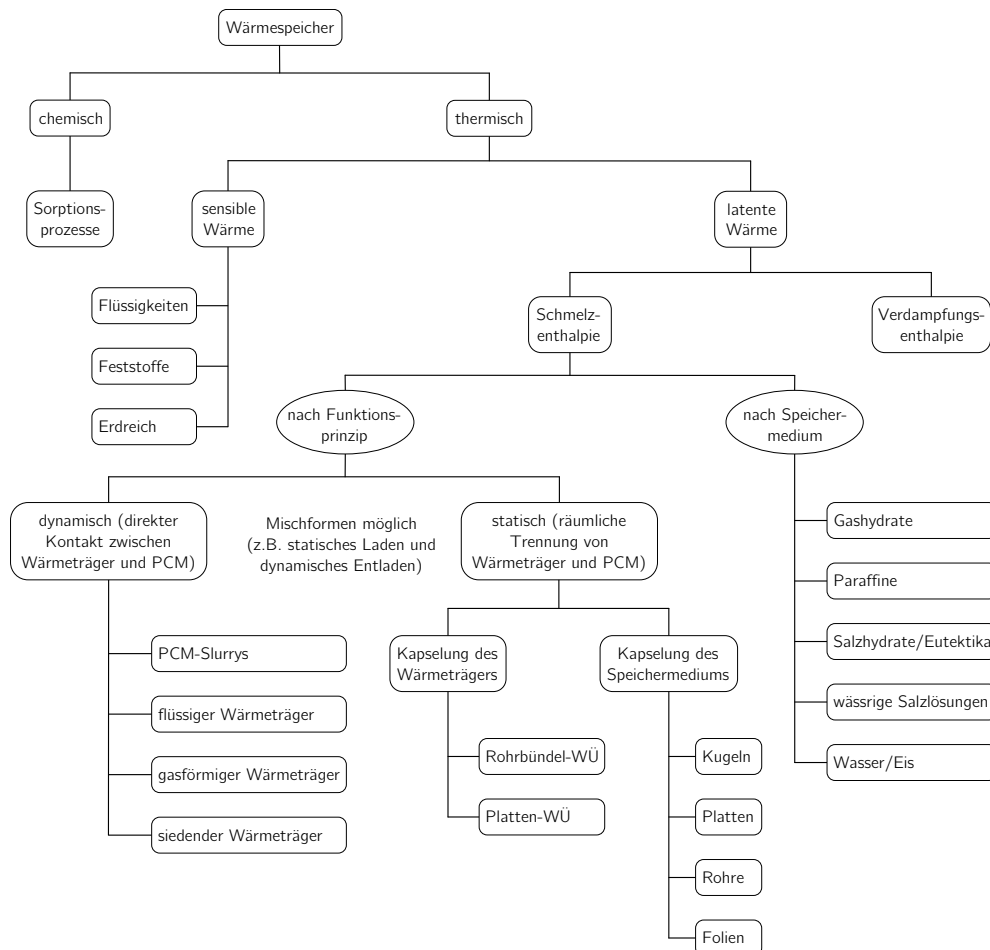 Wärmespeicher
chemisch
thermisch
Sorptions-
prozesse
sensible
Wärme
latente
Wärme
Flüssigkeiten
Feststoffe
Erdreich
Schmelz-
enthalpie
Verdampfungs-
enthalpie
nach Funktions-
prinzip
nach Speicher-
medium
dynamisch (direkter
Kontakt zwischen
Wärmeträger und PCM)
Mischformen möglich
(z.B. statisches Laden und
dynamisches Entladen)
statisch (räumliche
Trennung von
Wärmeträger und PCM)
Gashydrate
Paraffine
Salzhydrate/Eutektika
wässrige Salzlösungen
Wasser/Eis
PCM-Slurrys
flüssiger Wärmeträger
gasförmiger Wärmeträger
siedender Wärmeträger
Kapselung des
Wärmeträgers
Kapselung des
Speichermediums
Rohrbündel-WÜ
Platten-WÜ
Kugeln
Platten
Rohre
Folien